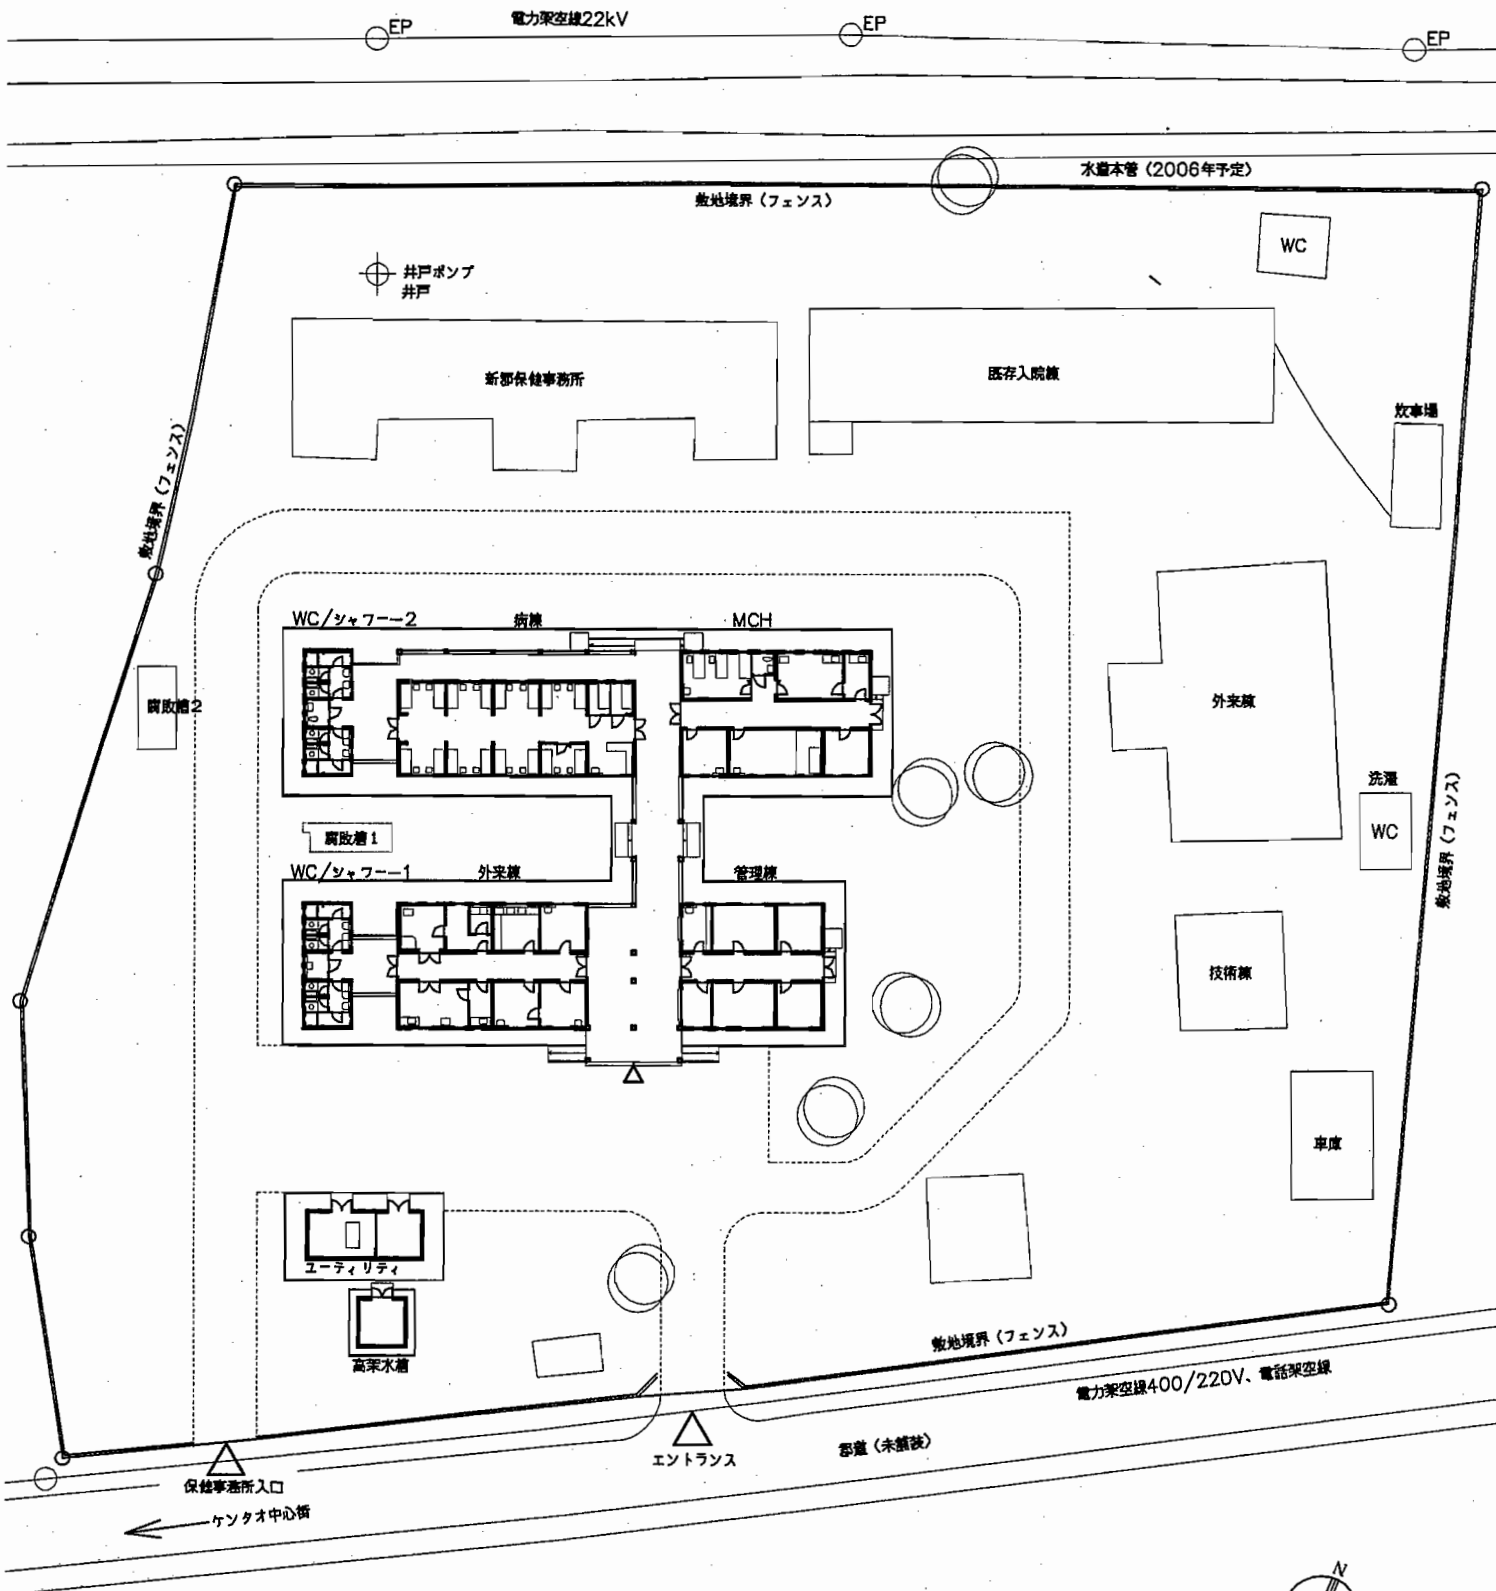 電力架空線22kV
EP
EP
EP
水道本管（2006年予定）
敷地境界（フェンス）
WC
井戸ポンプ
井戸
新郡保健事務所
既存入院棟
炊事場
敷地境界（フェンス）
WC/シャワー－2
病棟
MCH
腐敗槽2
外来棟
洗濯
WC
敷地境界（フェンス）
腐敗槽1
WC/シャワー－1
外来棟
管理棟
技術棟
車庫
ユーティリティ
高架水槽
敷地境界（フェンス）
電力架空線400/220V、電話架空線
郡道（未舗装）
エントランス
保健事務所入口
ケンタオ中心街
N